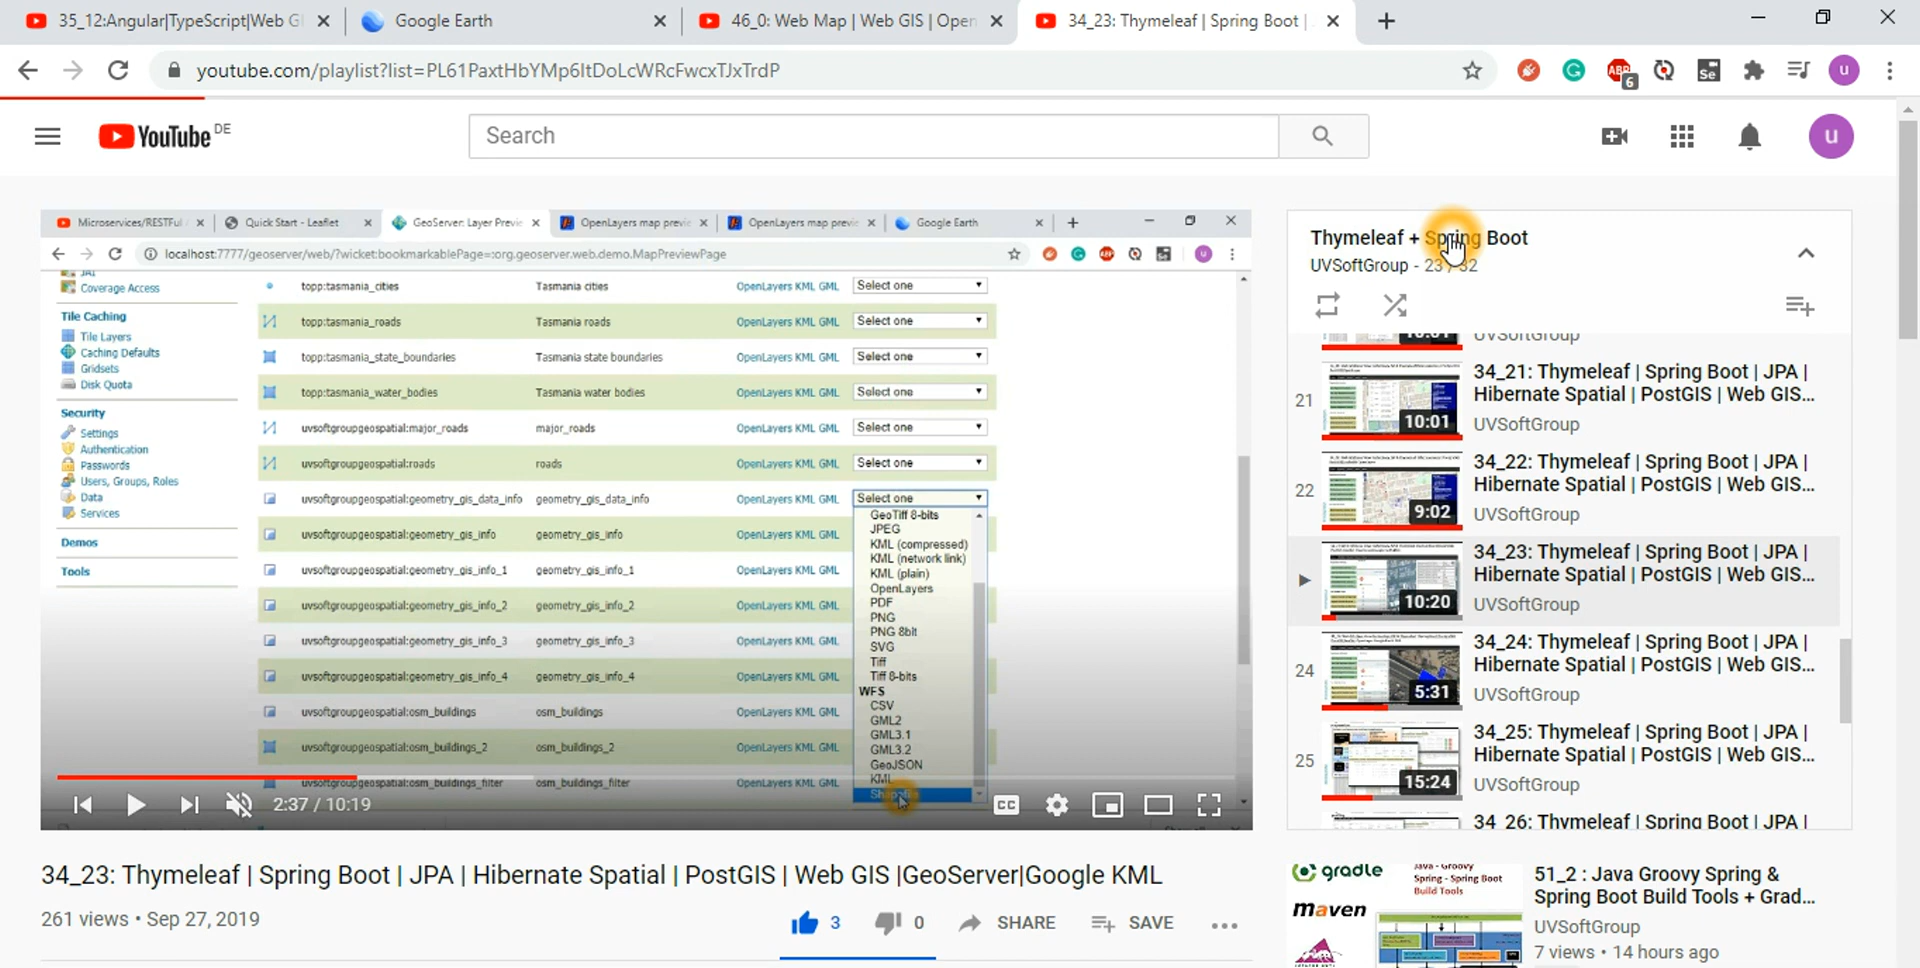 35_12:Angular|TypeScript|Web G
Google Earth
46_0: Web Map | Web GIS | Open
34_23: Thymeleaf | Spring Boot |
youtube.com/playlist?list=PL61PaxtHbYMp6ItDoLcWRcFwcxTJxTrdP
ABP
6
Se
u
YouTube DE
Search
u
Microservices/RESTFul
Quick Start - Leaflet
GeoServer: Layer Previe
OpenLayers map previe
OpenLayers map previe
Google Earth
localhost:7777/geoserver/web/?wicket:bookmarkablePage=:org.geoserver.web.demo.MapPreviewPage
JAI
Coverage Access
Tile Caching
Tile Layers
Caching Defaults
Gridsets
Disk Quota
Security
Settings
Authentication
Passwords
Users, Groups, Roles
Data
Services
Demos
Tools
topp:tasmania_cities Tasmania cities OpenLayers KML GML Select one
topp:tasmania_roads Tasmania roads OpenLayers KML GML Select one
topp:tasmania_state_boundaries Tasmania state boundaries OpenLayers KML GML Select one
topp:tasmania_water_bodies Tasmania water bodies OpenLayers KML GML Select one
uvsoftgroupgeospatial:major_roads major_roads OpenLayers KML GML Select one
uvsoftgroupgeospatial:roads roads OpenLayers KML GML Select one
uvsoftgroupgeospatial:geometry_gis_data_info geometry_gis_data_info OpenLayers KML GML Select one
uvsoftgroupgeospatial:geometry_gis_info geometry_gis_info OpenLayers KML GML
uvsoftgroupgeospatial:geometry_gis_info_1 geometry_gis_info_1 OpenLayers KML GML
uvsoftgroupgeospatial:geometry_gis_info_2 geometry_gis_info_2 OpenLayers KML GML
uvsoftgroupgeospatial:geometry_gis_info_3 geometry_gis_info_3 OpenLayers KML GML
uvsoftgroupgeospatial:geometry_gis_info_4 geometry_gis_info_4 OpenLayers KML GML
uvsoftgroupgeospatial:osm_buildings osm_buildings OpenLayers KML GML
uvsoftgroupgeospatial:osm_buildings_2 osm_buildings_2 OpenLayers KML GML
uvsoftgroupgeospatial:osm_buildings_filter osm_buildings_filter OpenLayers KML GML
GeoTiff 8-bits
JPEG
KML (compressed)
KML (network link)
KML (plain)
OpenLayers
PDF
PNG
PNG 8bit
SVG
Tiff
Tiff 8-bits
WFS
CSV
GML2
GML3.1
GML3.2
GeoJSON
KML
Shapefile
2:37 / 10:19
CC
34_23: Thymeleaf | Spring Boot | JPA | Hibernate Spatial | PostGIS | Web GIS |GeoServer|Google KML
261 views • Sep 27, 2019
3
0
SHARE
SAVE
Thymeleaf + Spring Boot
UVSoftGroup - 23 / 32
UVSoftGroup
21
10:01
34_21: Thymeleaf | Spring Boot | JPA |
Hibernate Spatial | PostGIS | Web GIS...
UVSoftGroup
22
9:02
34_22: Thymeleaf | Spring Boot | JPA |
Hibernate Spatial | PostGIS | Web GIS...
UVSoftGroup
10:20
34_23: Thymeleaf | Spring Boot | JPA |
Hibernate Spatial | PostGIS | Web GIS...
UVSoftGroup
24
5:31
34_24: Thymeleaf | Spring Boot | JPA |
Hibernate Spatial | PostGIS | Web GIS...
UVSoftGroup
25
15:24
34_25: Thymeleaf | Spring Boot | JPA |
Hibernate Spatial | PostGIS | Web GIS...
UVSoftGroup
34_26: Thymeleaf | Spring Boot | JPA |
gradle
Java - Groovy
Spring - Spring Boot
Build Tools
maven
51_2 : Java Groovy Spring &
Spring Boot Build Tools + Grad...
UVSoftGroup
7 views • 14 hours ago